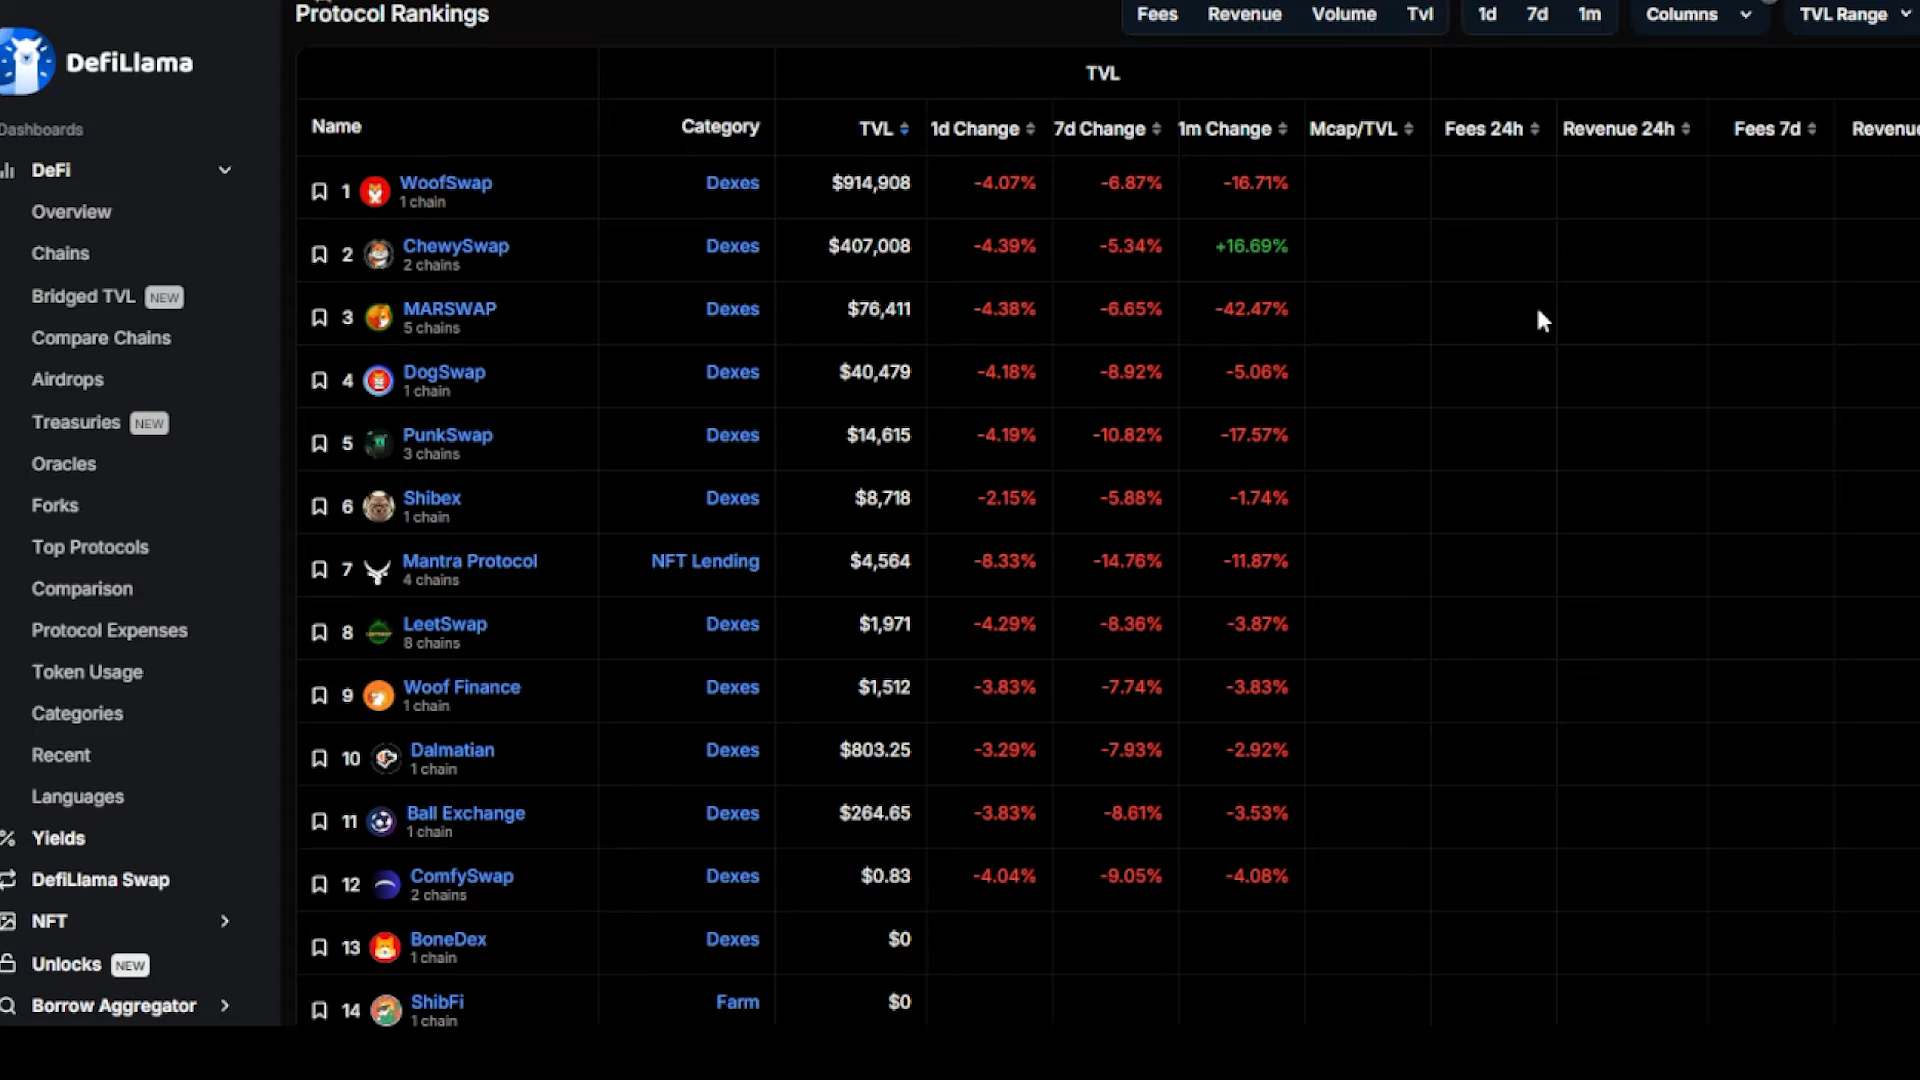 Protocol Rankings
Fees Revenue Volume Tvl 1d 7d 1m Columns TVL Range
DefiLlama
Dashboards
DeFi
Overview
Chains
Bridged TVL NEW
Compare Chains
Airdrops
Treasuries NEW
Oracles
Forks
Top Protocols
Comparison
Protocol Expenses
Token Usage
Categories
Recent
Languages
Yields
DefiLlama Swap
NFT
Unlocks NEW
Borrow Aggregator
TVL
Name Category TVL 1d Change 7d Change 1m Change Mcap/TVL Fees 24h Revenue 24h Fees 7d Revenue
1 WoofSwap Dexes $914,908 -4.07% -6.87% -16.71%
1 chain
2 ChewySwap Dexes $407,008 -4.39% -5.34% +16.69%
2 chains
3 MARSWAP Dexes $76,411 -4.38% -6.65% -42.47%
5 chains
4 DogSwap Dexes $40,479 -4.18% -8.92% -5.06%
1 chain
5 PunkSwap Dexes $14,615 -4.19% -10.82% -17.57%
3 chains
6 Shibex Dexes $8,718 -2.15% -5.88% -1.74%
1 chain
7 Mantra Protocol NFT Lending $4,564 -8.33% -14.76% -11.87%
4 chains
8 LeetSwap Dexes $1,971 -4.29% -8.36% -3.87%
8 chains
9 Woof Finance Dexes $1,512 -3.83% -7.74% -3.83%
1 chain
10 Dalmatian Dexes $803.25 -3.29% -7.93% -2.92%
1 chain
11 Ball Exchange Dexes $264.65 -3.83% -8.61% -3.53%
1 chain
12 ComfySwap Dexes $0.83 -4.04% -9.05% -4.08%
2 chains
13 BoneDex Dexes $0
1 chain
14 ShibFi Farm $0
1 chain